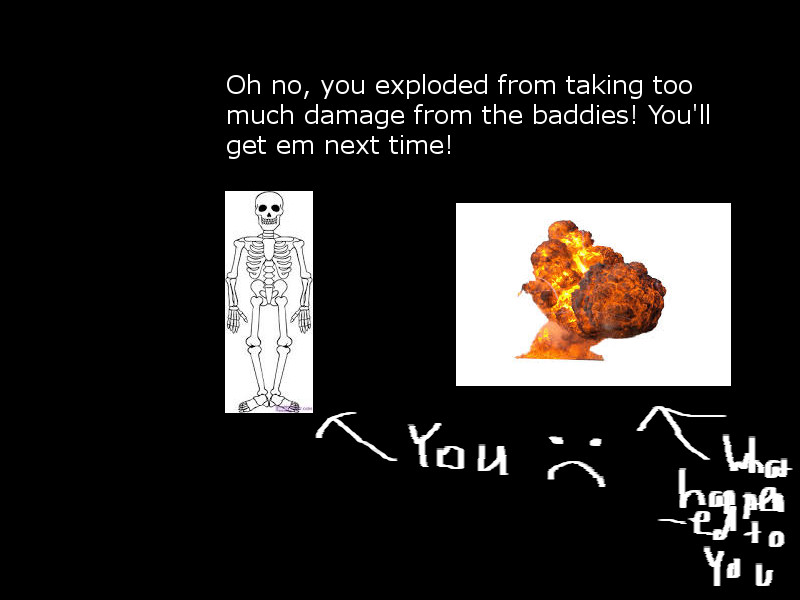 Oh no, you exploded from taking too
much damage from the baddies! You'll
get em next time!
You
What
happen
-ed to
You